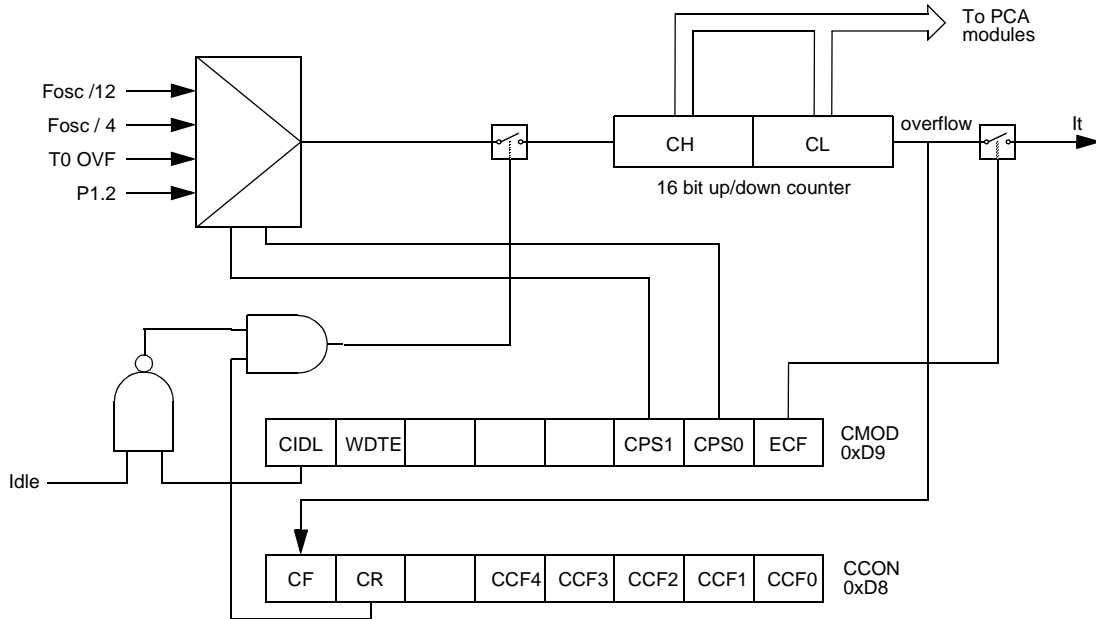 To PCA
modules
Fosc /12
Fosc / 4
T0 OVF
P1.2
CH
CL
overflow
It
16 bit up/down counter
CIDL
WDTE
CPS1
CPS0
ECF
CMOD
0xD9
Idle
CF
CR
CCF4
CCF3
CCF2
CCF1
CCF0
CCON
0xD8